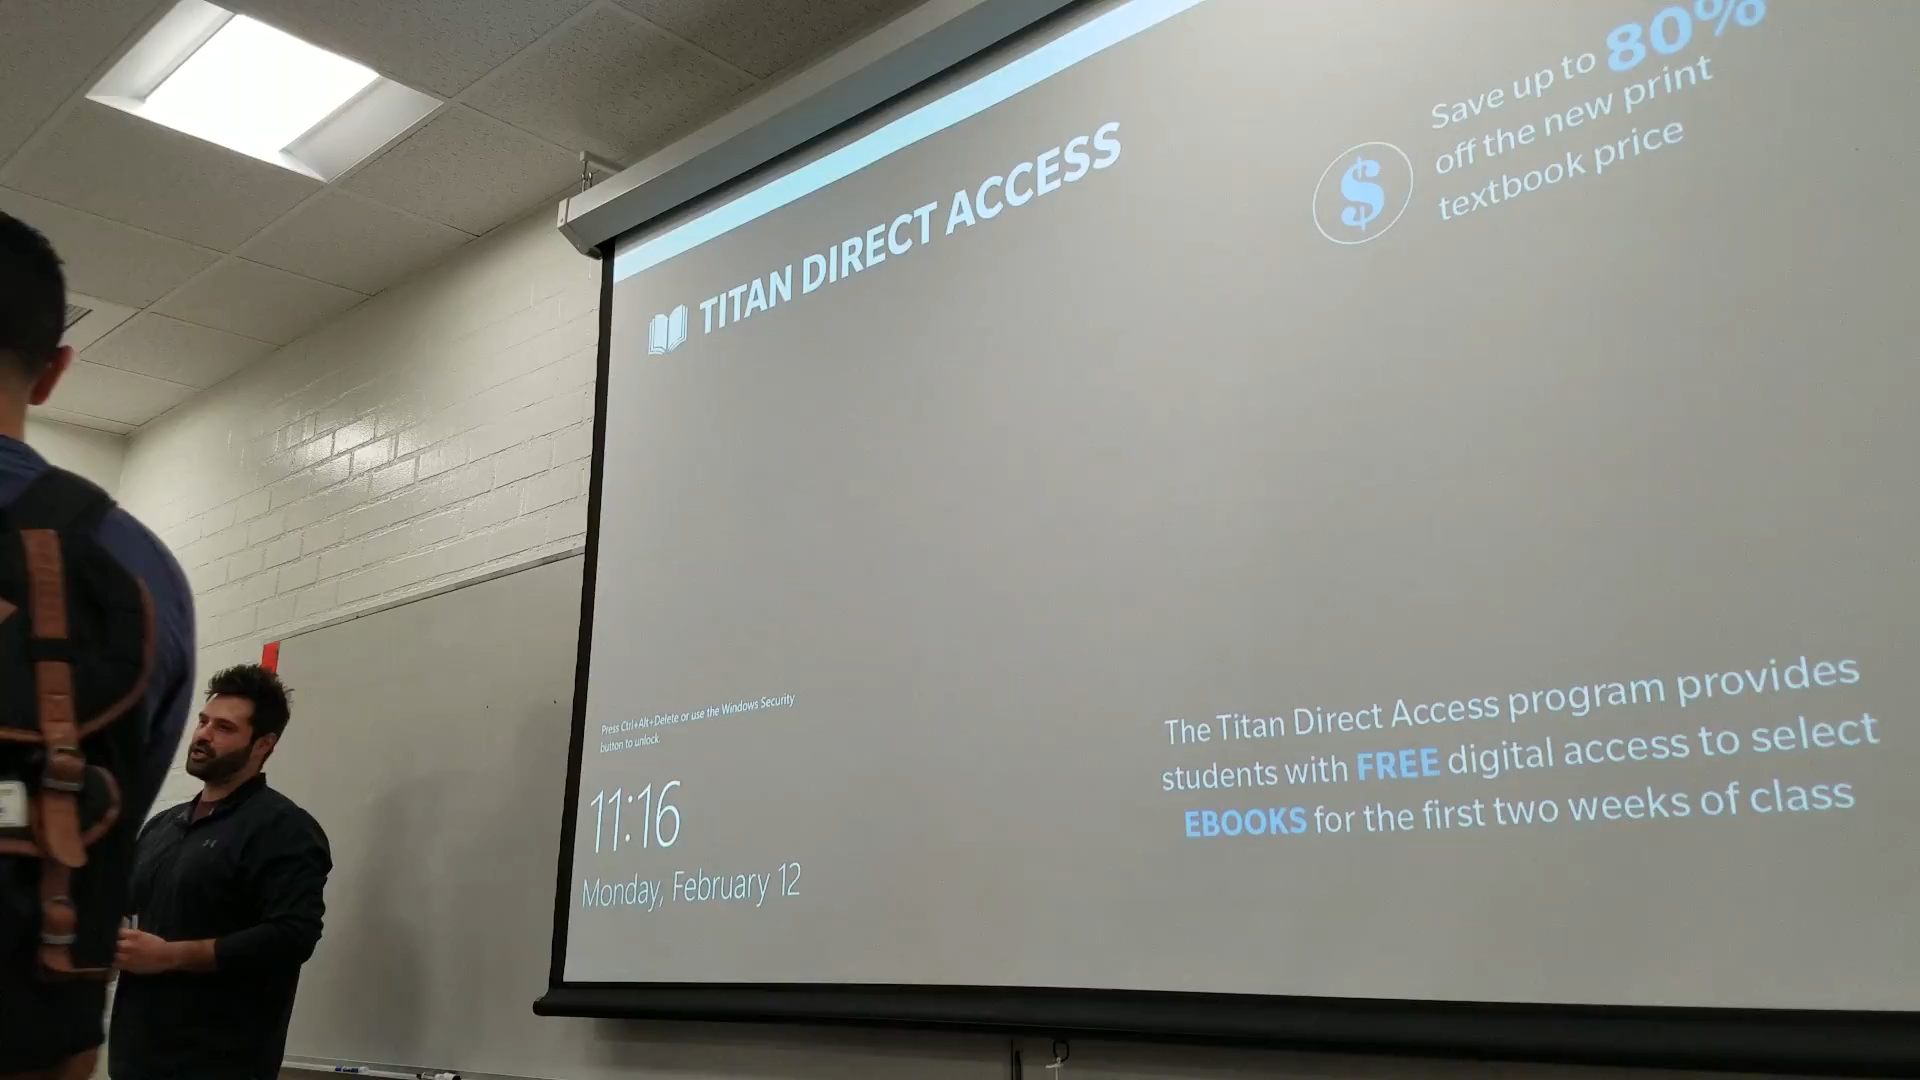 Save up to 80%
off the new print
textbook price
$
TITAN DIRECT ACCESS
Press Ctrl+Alt+Delete or use the Windows Security
button to unlock.
11:16
Monday, February 12
The Titan Direct Access program provides
students with FREE digital access to select
EBOOKS for the first two weeks of class